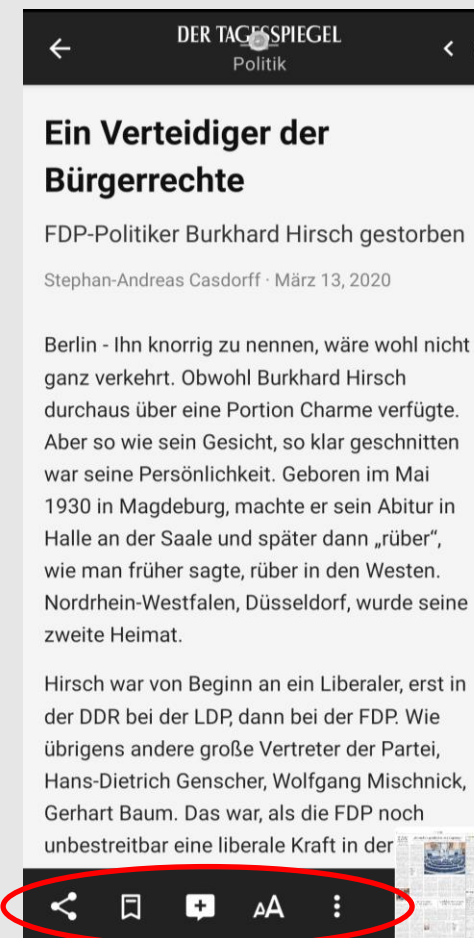 DER TAGESSPIEGEL
Politik
Ein Verteidiger der
Bürgerrechte
FDP-Politiker Burkhard Hirsch gestorben
Stephan-Andreas Casdorff · März 13, 2020
Berlin - Ihn knorrig zu nennen, wäre wohl nicht
ganz verkehrt. Obwohl Burkhard Hirsch
durchaus über eine Portion Charme verfügte.
Aber so wie sein Gesicht, so klar geschnitten
war seine Persönlichkeit. Geboren im Mai
1930 in Magdeburg, machte er sein Abitur in
Halle an der Saale und später dann „rüber“,
wie man früher sagte, rüber in den Westen.
Nordrhein-Westfalen, Düsseldorf, wurde seine
zweite Heimat.
Hirsch war von Beginn an ein Liberaler, erst in
der DDR bei der LDP, dann bei der FDP. Wie
übrigens andere große Vertreter der Partei,
Hans-Dietrich Genscher, Wolfgang Mischnick,
Gerhart Baum. Das war, als die FDP noch
unbestreitbar eine liberale Kraft in der
AA